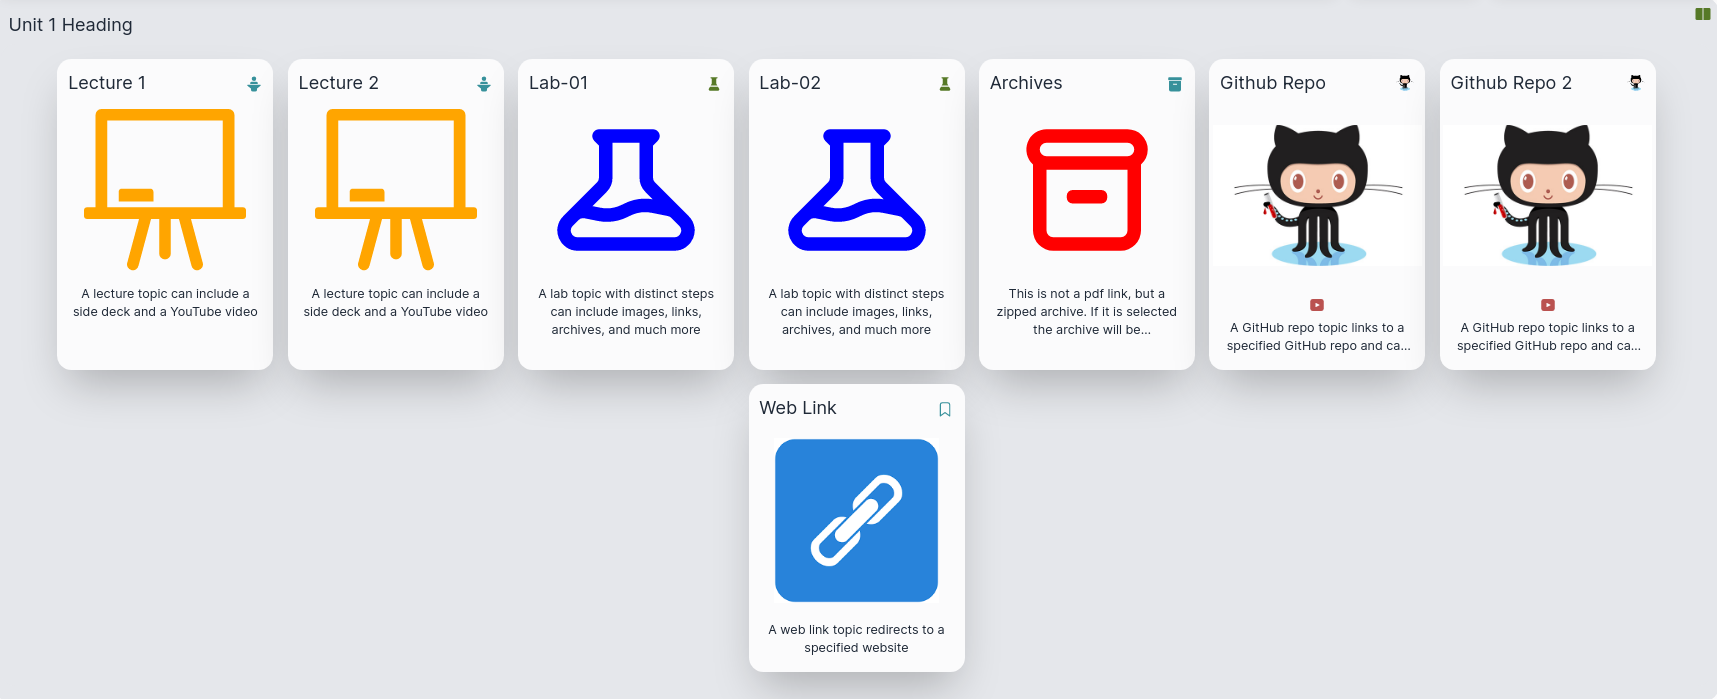 Unit 1 Heading
Lecture 1
A lecture topic can include a
side deck and a YouTube video
Lecture 2
A lecture topic can include a
side deck and a YouTube video
Lab-01
A lab topic with distinct steps
can include images, links,
archives, and much more
Lab-02
A lab topic with distinct steps
can include images, links,
archives, and much more
Archives
This is not a pdf link, but a
zipped archive. If it is selected
the archive will be...
Github Repo
A GitHub repo topic links to a
specified GitHub repo and ca...
Github Repo 2
A GitHub repo topic links to a
specified GitHub repo and ca...
Web Link
A web link topic redirects to a
specified website